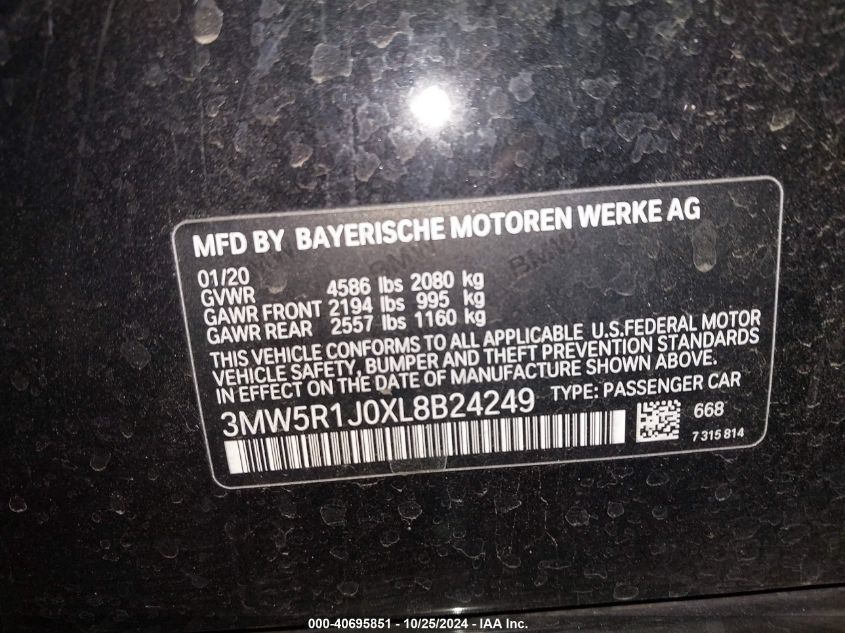 MFD BY BAYERISCHE MOTOREN WERKE AG
01/20
GVWR 4586 lbs 2080 kg
GAWR FRONT 2194 lbs 995 kg
GAWR REAR 2557 lbs 1160 kg
THIS VEHICLE CONFORMS TO ALL APPLICABLE U.S.FEDERAL MOTOR
VEHICLE SAFETY, BUMPER AND THEFT PREVENTION STANDARDS
IN EFFECT ON THE DATE OF MANUFACTURE SHOWN ABOVE.
3MW5R1J0XL8B24249 TYPE: PASSENGER CAR
668
7 315 814
000-40695851 - 10/25/2024 - IAA Inc.